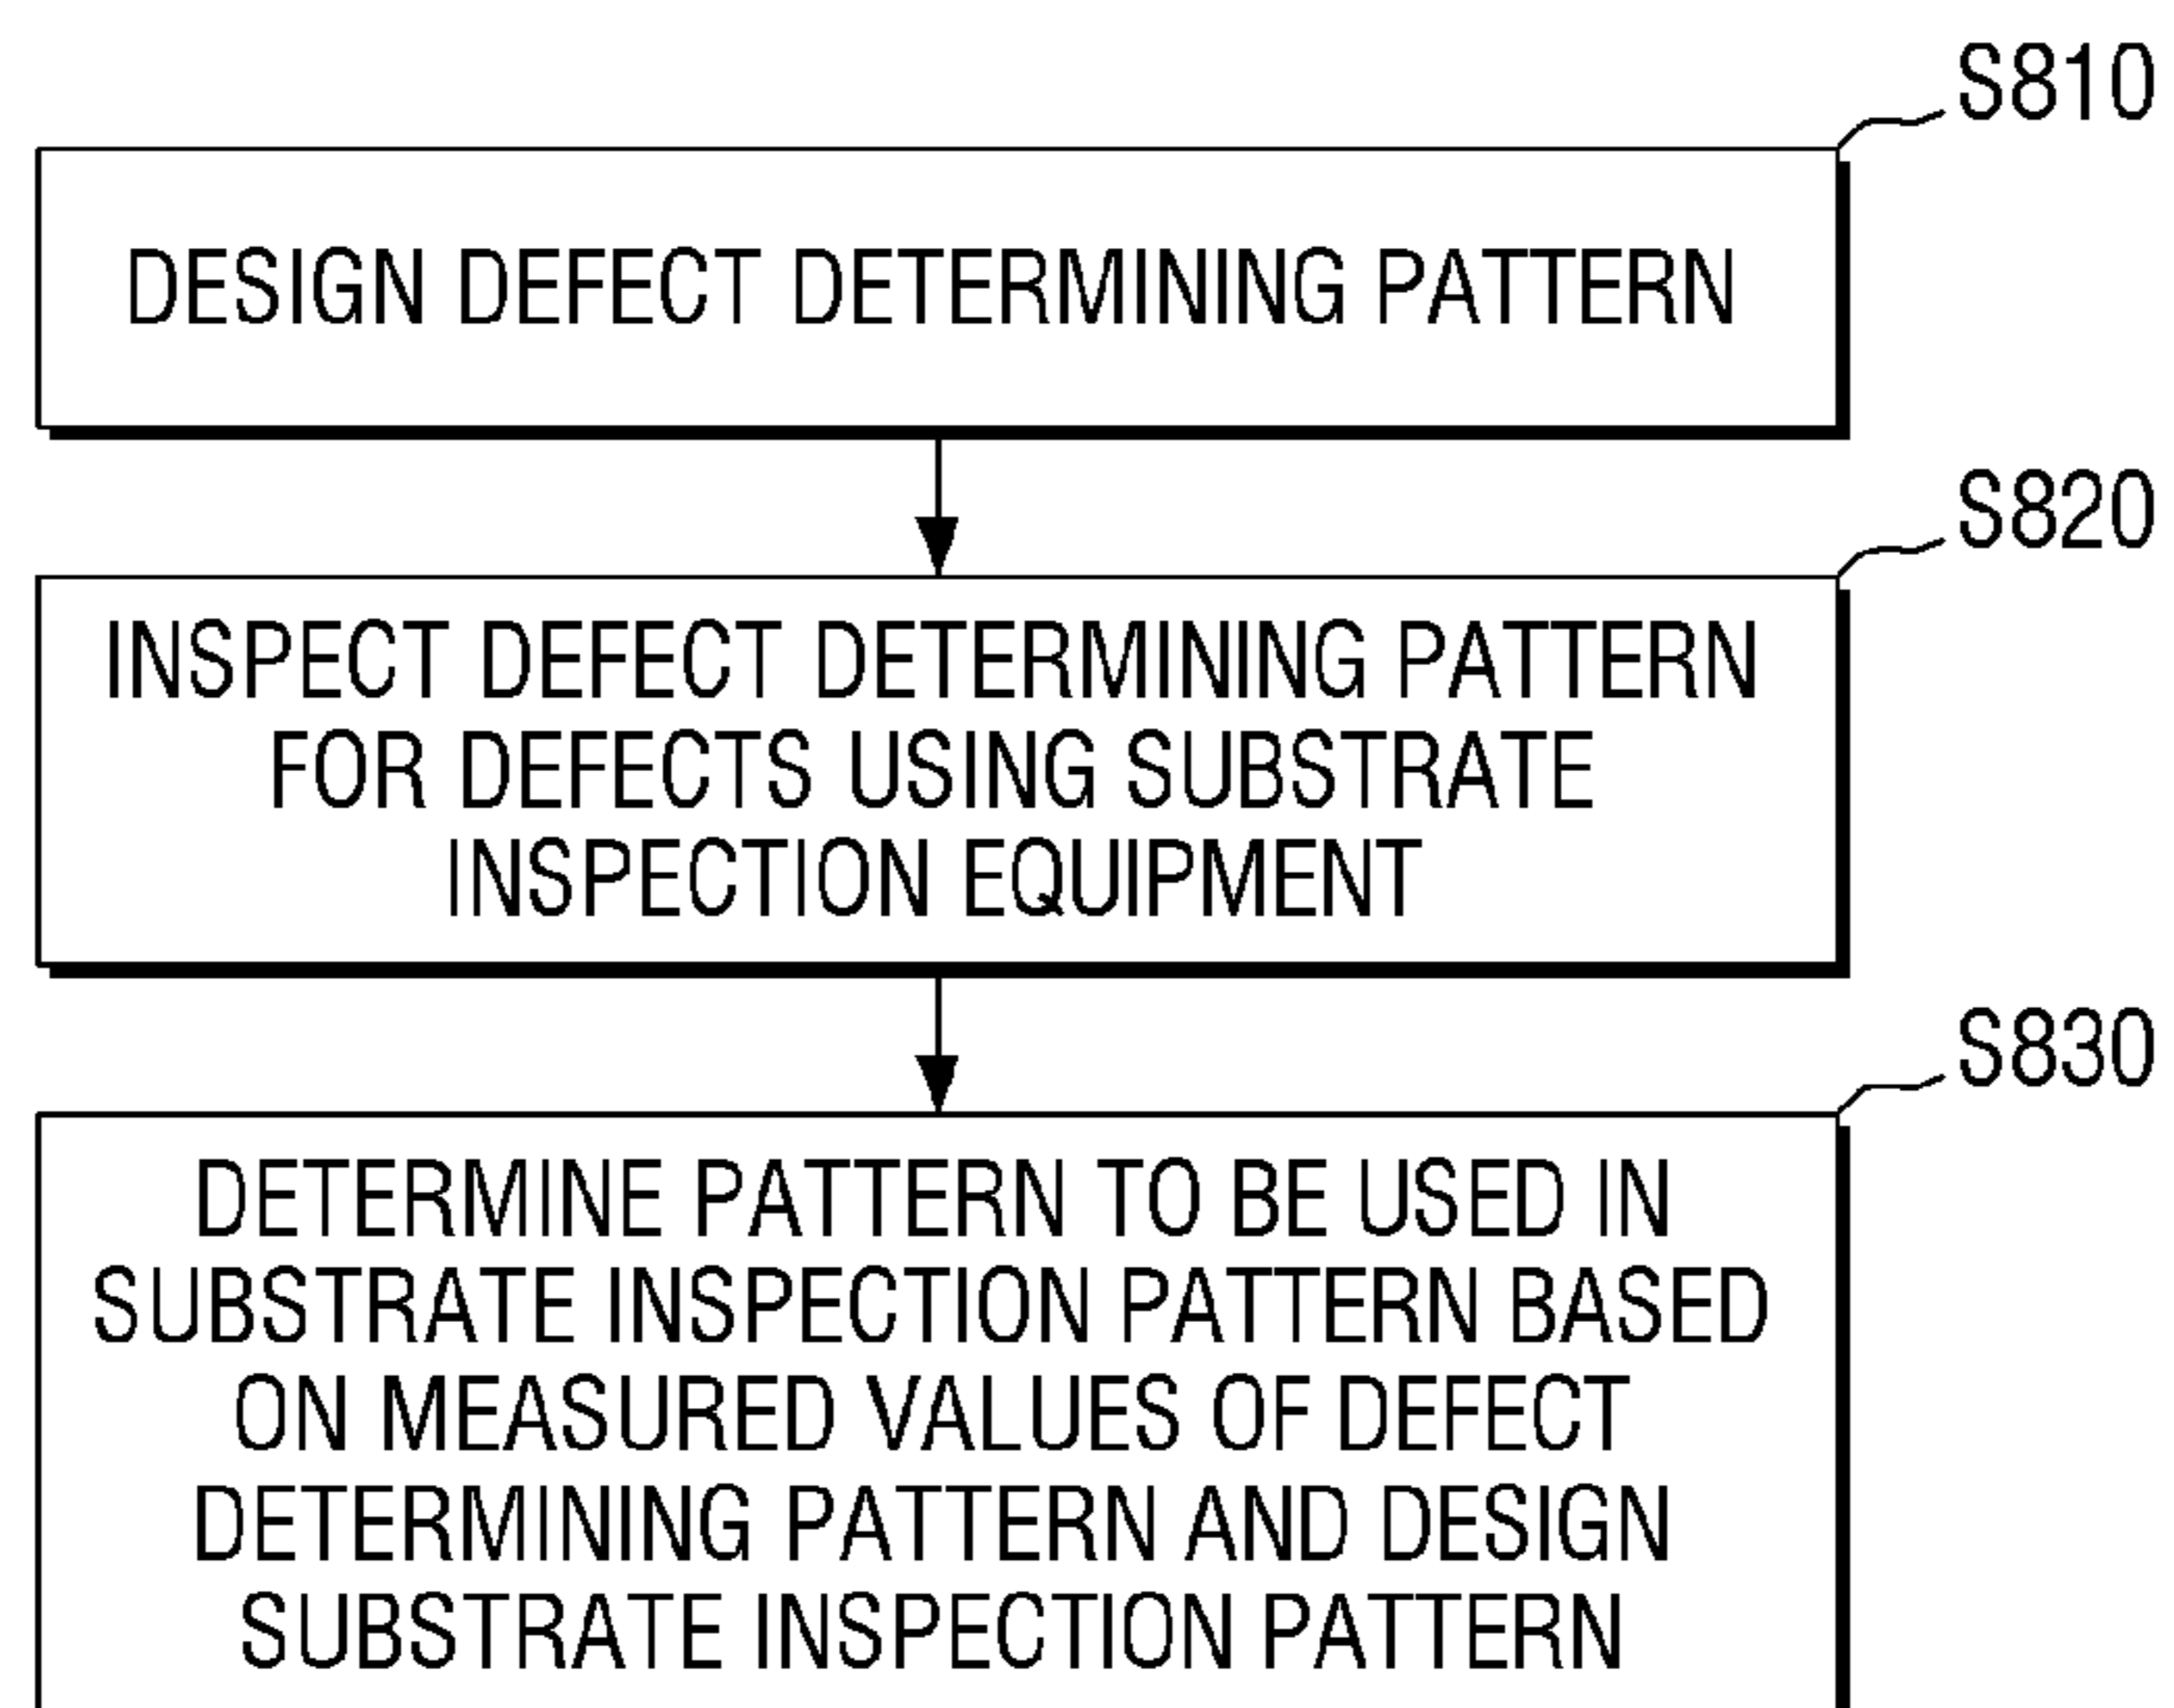 S810
DESIGN DEFECT DETERMINING PATTERN
S820
INSPECT DEFECT DETERMINING PATTERN
FOR DEFECTS USING SUBSTRATE
INSPECTION EQUIPMENT
S830
DETERMINE PATTERN TO BE USED IN
SUBSTRATE INSPECTION PATTERN BASED
ON MEASURED VALUES OF DEFECT
DETERMINING PATTERN AND DESIGN
SUBSTRATE INSPECTION PATTERN